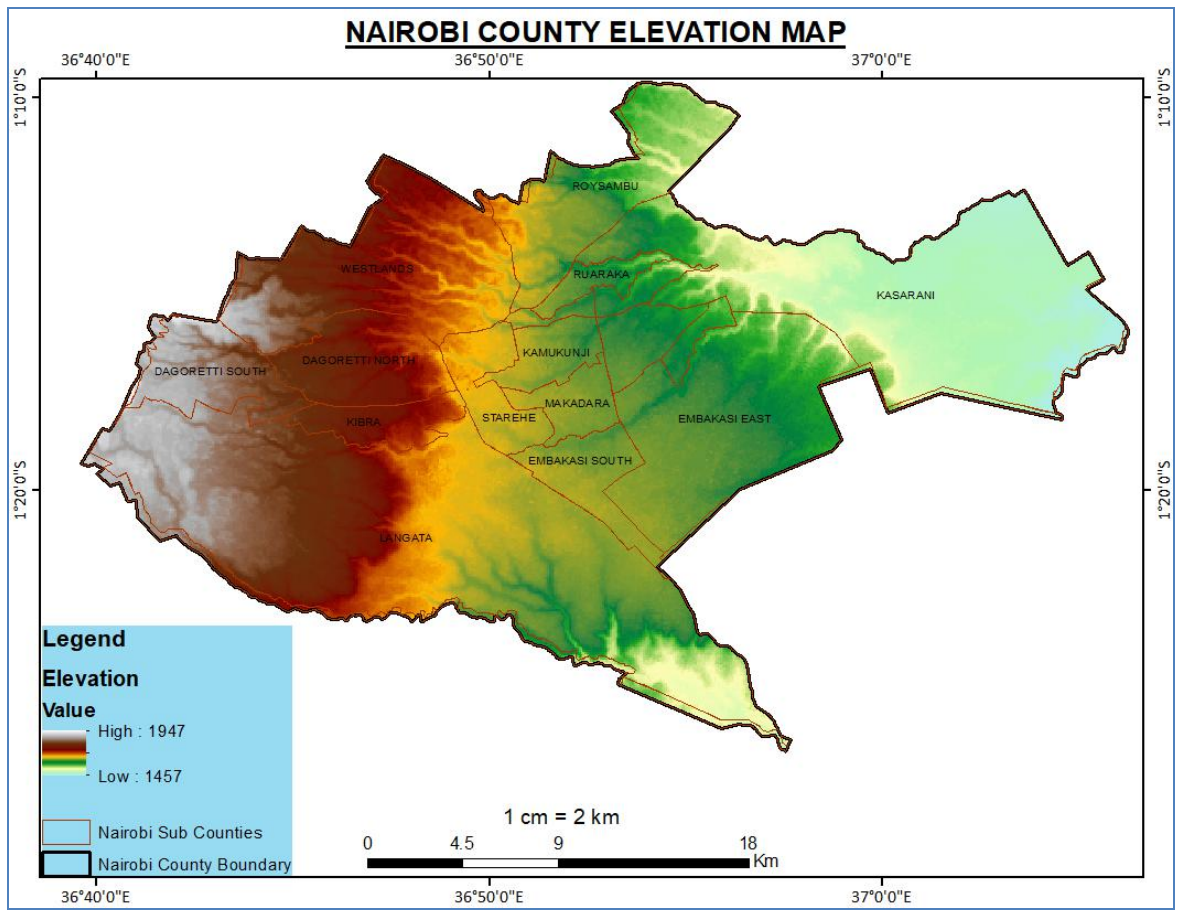 NAIROBI COUNTY ELEVATION MAP
36°40'0"E 36°50'0"E 37°0'0"E
1°10'0"S 1°10'0"S
ROYSAMBU
WESTLANDS
RUARAKA
KASARANI
KAMUKUNJI
DAGORETTI NORTH
DAGORETTI SOUTH
MAKADARA
STAREHE
EMBAKASI EAST
KIBRA
EMBAKASI SOUTH
1°20'0"S 1°20'0"S
LANGATA
Legend
Elevation
Value
High : 1947
Low : 1457
Nairobi Sub Counties
Nairobi County Boundary
1 cm = 2 km
0 4.5 9 18
Km
36°40'0"E 36°50'0"E 37°0'0"E